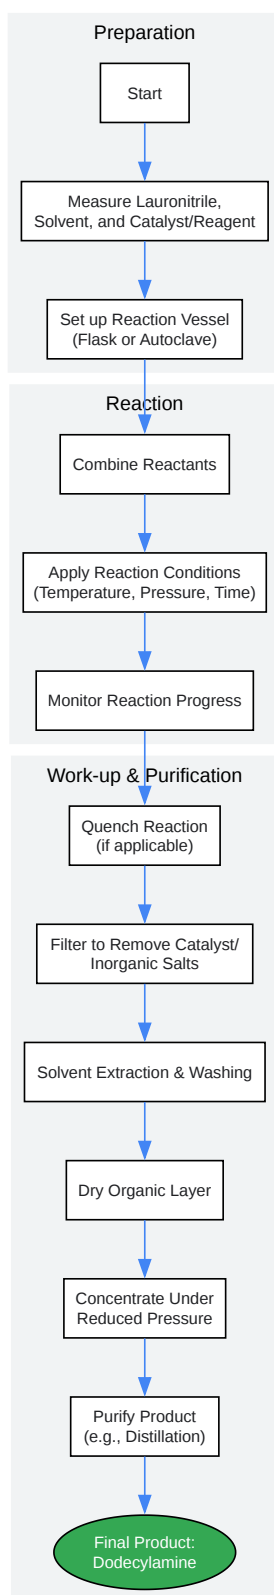 Preparation
Start
Measure Lauronitrile,
Solvent, and Catalyst/Reagent
Set up Reaction Vessel
(Flask or Autoclave)
Reaction
Combine Reactants
Apply Reaction Conditions
(Temperature, Pressure, Time)
Monitor Reaction Progress
Work-up & Purification
Quench Reaction
(if applicable)
Filter to Remove Catalyst/
Inorganic Salts
Solvent Extraction & Washing
Dry Organic Layer
Concentrate Under
Reduced Pressure
Purify Product
(e.g., Distillation)
Final Product:
Dodecylamine